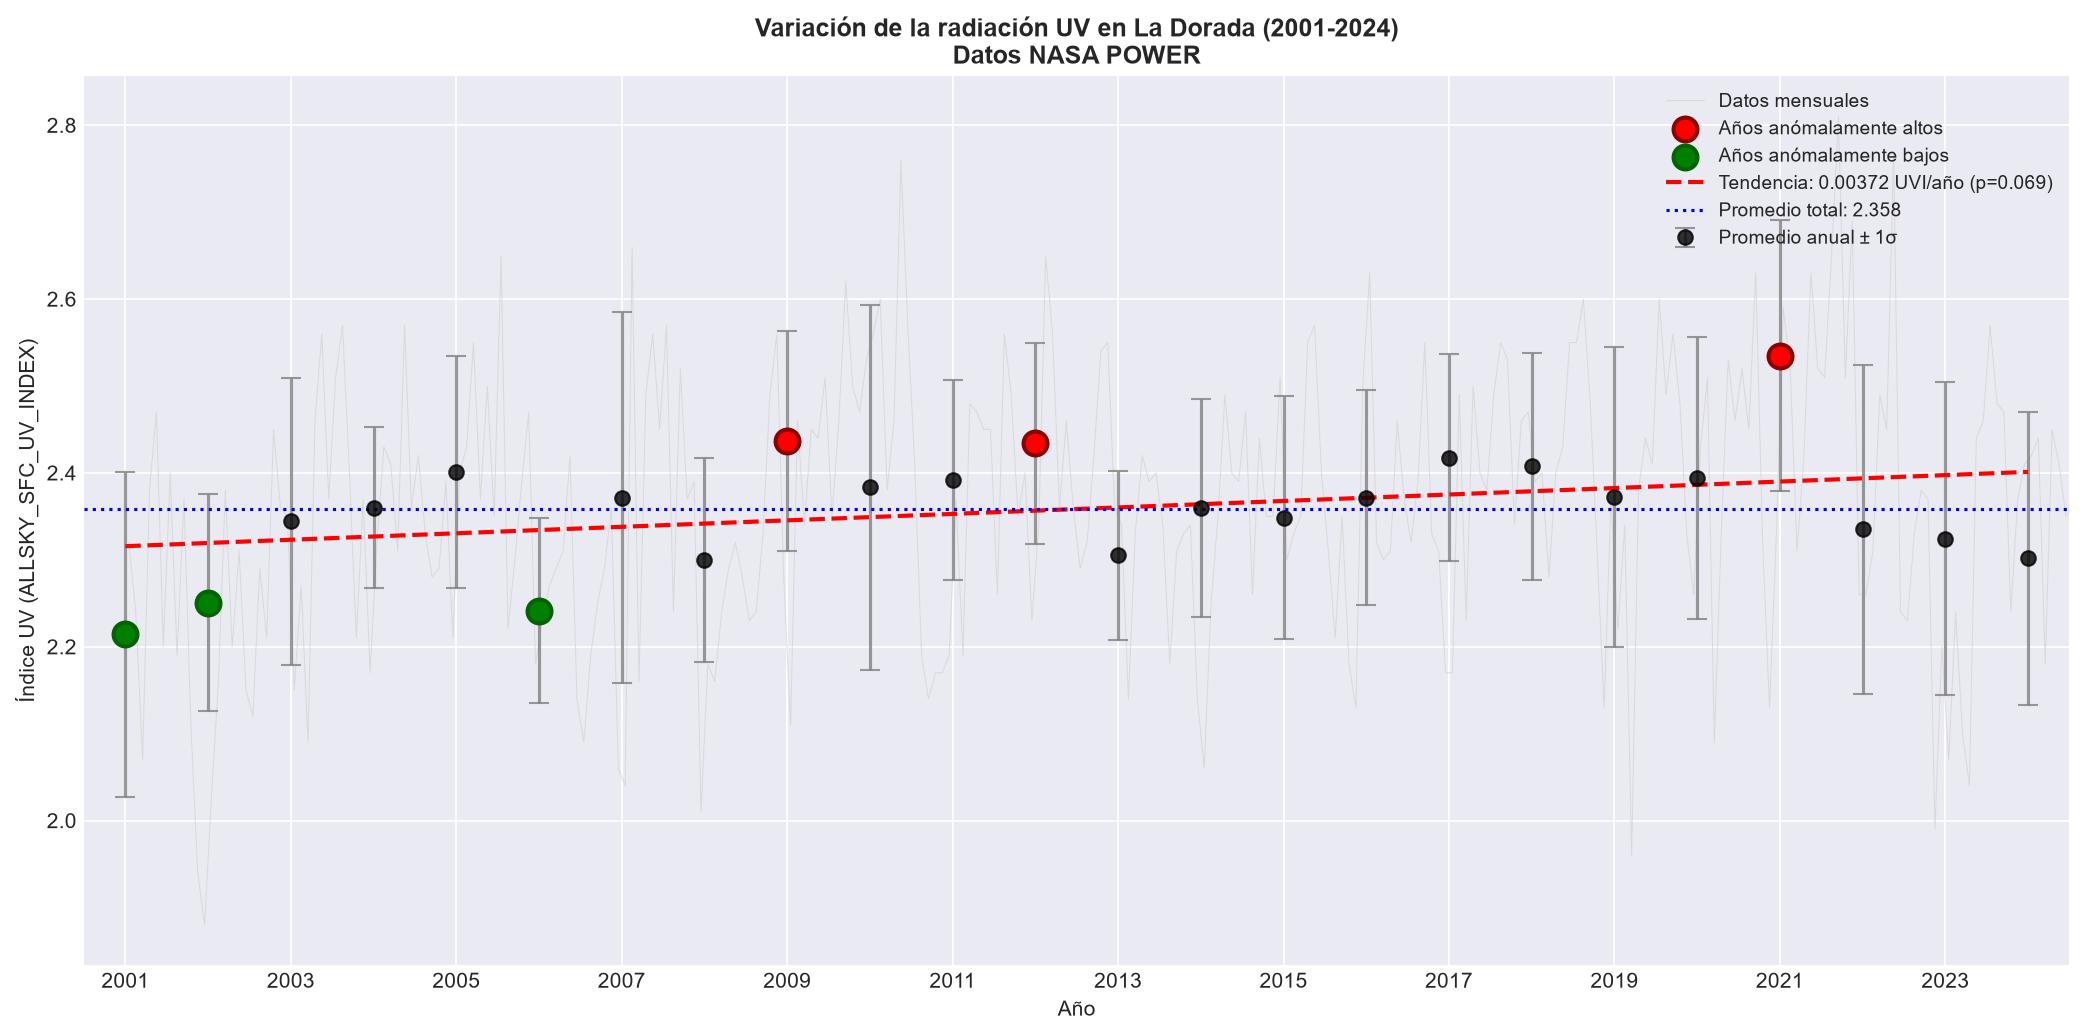 Variación de la radiación UV en La Dorada (2001-2024)
Datos NASA POWER
Datos mensuales
Años anómalamente altos
Años anómalamente bajos
Tendencia: 0.00372 UVI/año (p=0.069)
Promedio total: 2.358
Promedio anual ± 1σ
Índice UV (ALLSKY_SFC_UV_INDEX)
2.8
2.6
2.4
2.2
2.0
2001 2003 2005 2007 2009 2011 2013 2015 2017 2019 2021 2023
Año